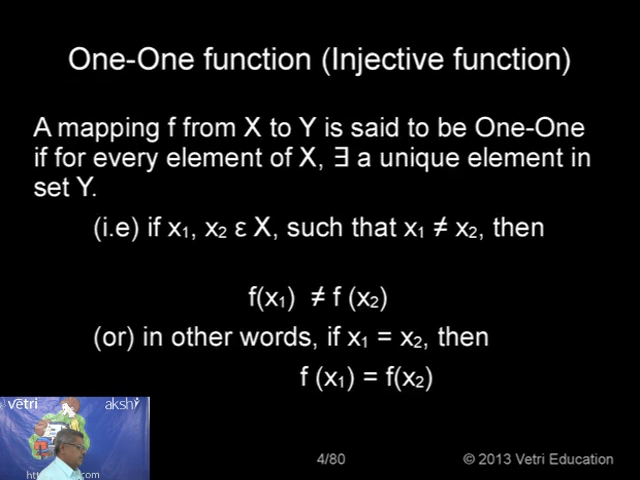 One-One function (Injective function)
A mapping f from X to Y is said to be One-One
if for every element of X, ∃ a unique element in
set Y.
(i.e) if x₁, x₂ ε X, such that x₁ ≠ x₂, then
f(x₁) ≠ f (x₂)
(or) in other words, if x₁ = x₂, then
f (x₁) = f(x₂)
vetri akshi
4/80 © 2013 Vetri Education